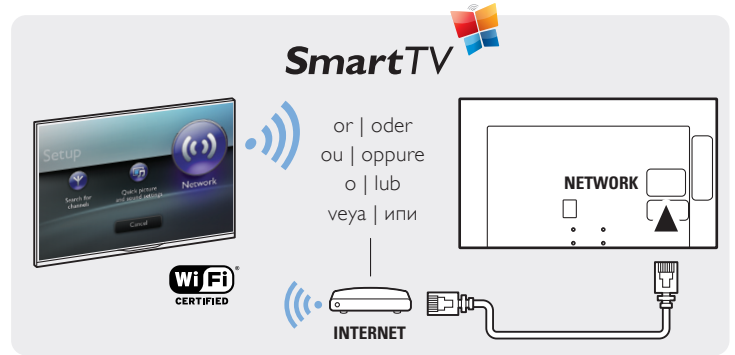 SmartTV
Setup
Search for
channels
Quick picture
and sound settings
Network
Cancel
or | oder
ou | oppure
o | lub
veya | ипи
NETWORK
Wi Fi®
CERTIFIED
INTERNET